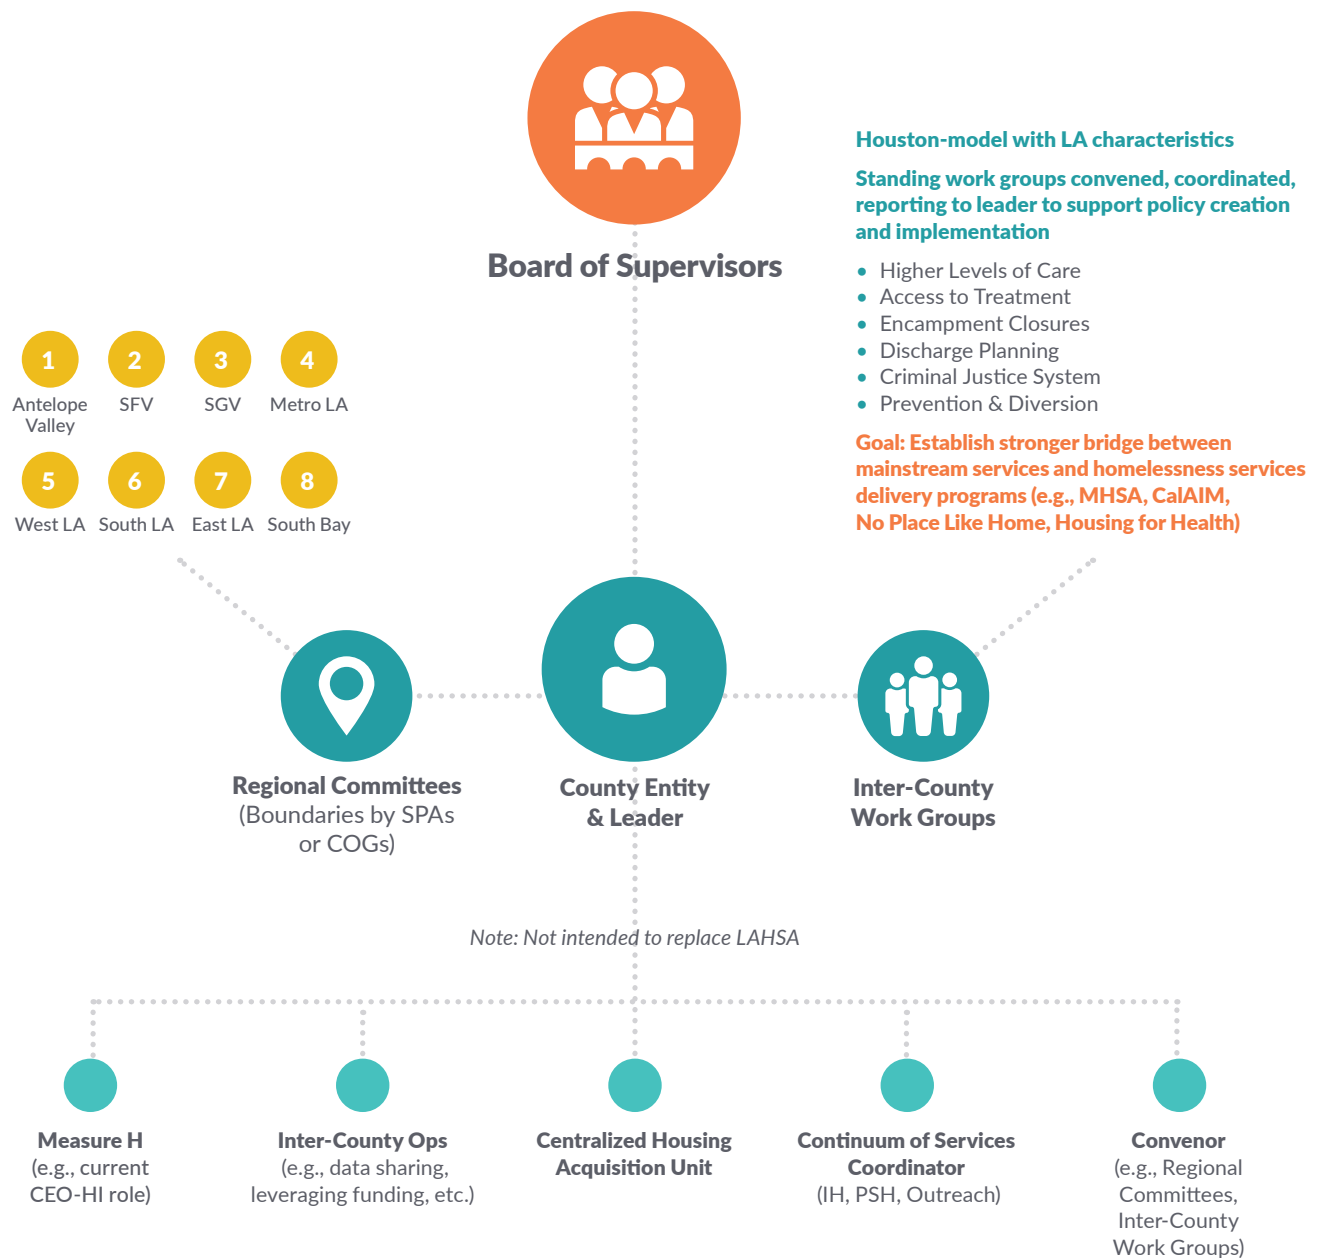 Board of Supervisors
Houston-model with LA characteristics
Standing work groups convened, coordinated,
reporting to leader to support policy creation
and implementation
• Higher Levels of Care
• Access to Treatment
• Encampment Closures
• Discharge Planning
• Criminal Justice System
• Prevention & Diversion
Goal: Establish stronger bridge between
mainstream services and homelessness services
delivery programs (e.g., MHSA, CalAIM,
No Place Like Home, Housing for Health)
1
Antelope
Valley
2
SFV
3
SGV
4
Metro LA
5
West LA
6
South LA
7
East LA
8
South Bay
Regional Committees
(Boundaries by SPAs
or COGs)
County Entity
& Leader
Inter-County
Work Groups
Note: Not intended to replace LAHSA
Measure H
(e.g., current
CEO-HI role)
Inter-County Ops
(e.g., data sharing,
leveraging funding, etc.)
Centralized Housing
Acquisition Unit
Continuum of Services
Coordinator
(IH, PSH, Outreach)
Convenor
(e.g., Regional
Committees,
Inter-County
Work Groups)